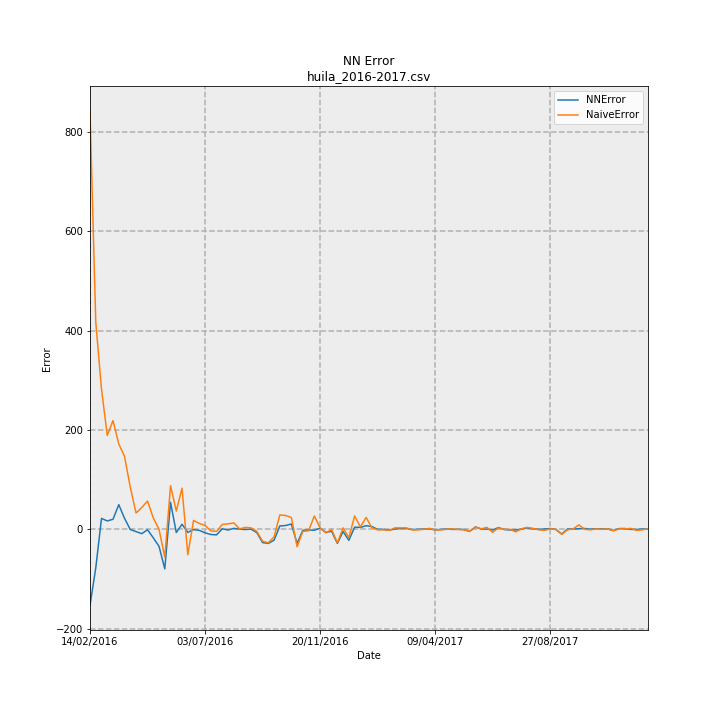 NN Error
huila_2016-2017.csv
NNError
NaiveError
800
600
400
200
0
−200
Error
14/02/2016
03/07/2016
20/11/2016
09/04/2017
27/08/2017
Date